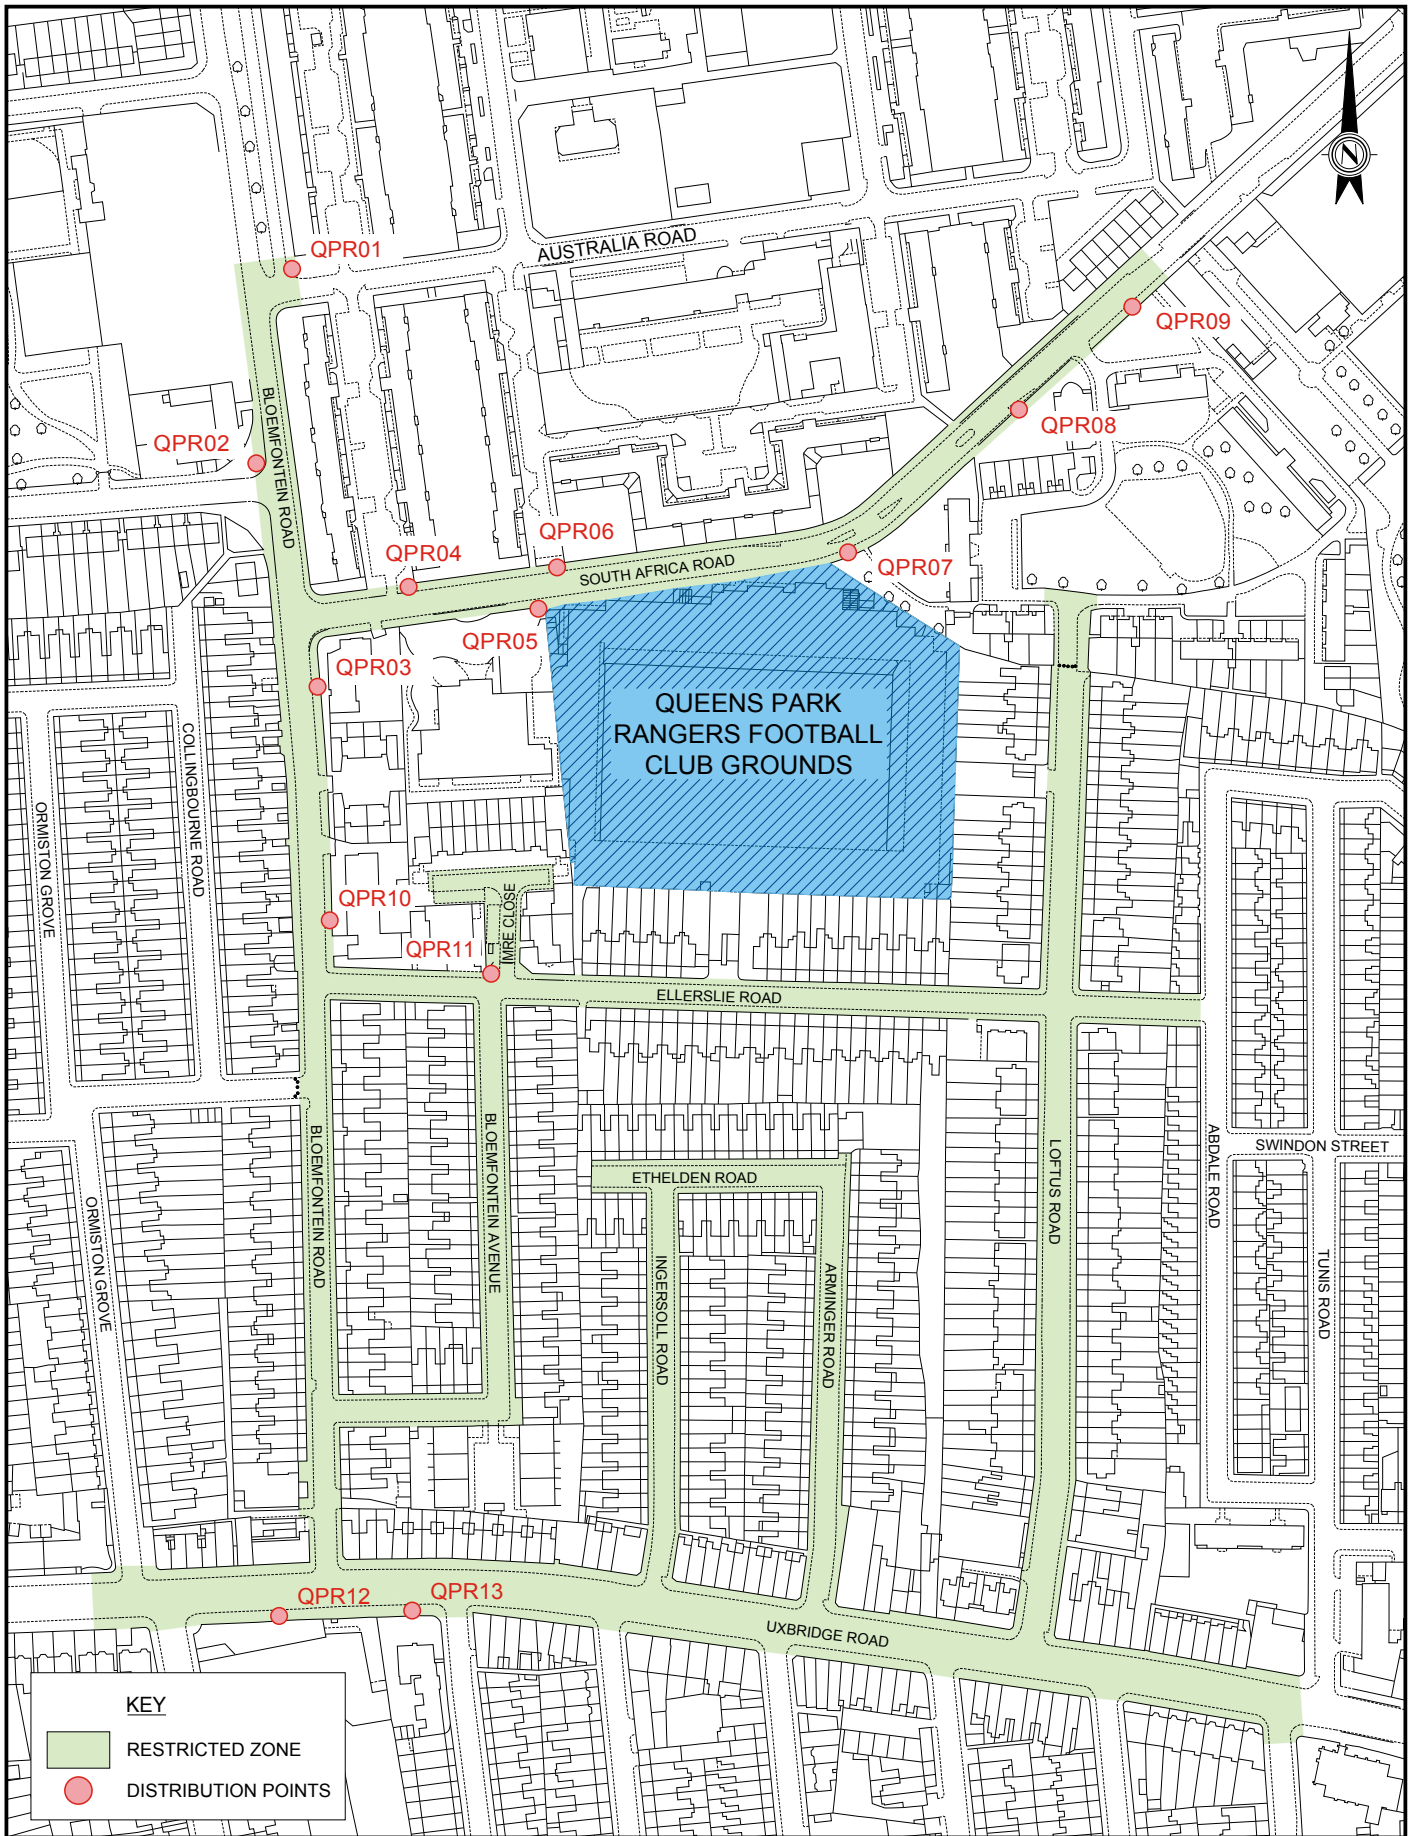 QPR01
AUSTRALIA ROAD
N
QPR09
QPR08
BLOEMFONTEIN ROAD
QPR02
QPR06
QPR04
SOUTH AFRICA ROAD
QPR07
QPR05
QPR03
QUEENS PARK
RANGERS FOOTBALL
CLUB GROUNDS
COLLINGBOURNE ROAD
ORMISTON GROVE
QPR10
IMRE CLOSE
QPR11
ELLERSLIE ROAD
BLOEMFONTEIN ROAD
BLOEMFONTEIN AVENUE
LOFTUS ROAD
ABDALE ROAD
SWINDON STREET
ETHELDEN ROAD
ORMISTON GROVE
INGERSOLL ROAD
ARMINGER ROAD
TUNIS ROAD
QPR12
QPR13
UXBRIDGE ROAD
KEY
RESTRICTED ZONE
DISTRIBUTION POINTS